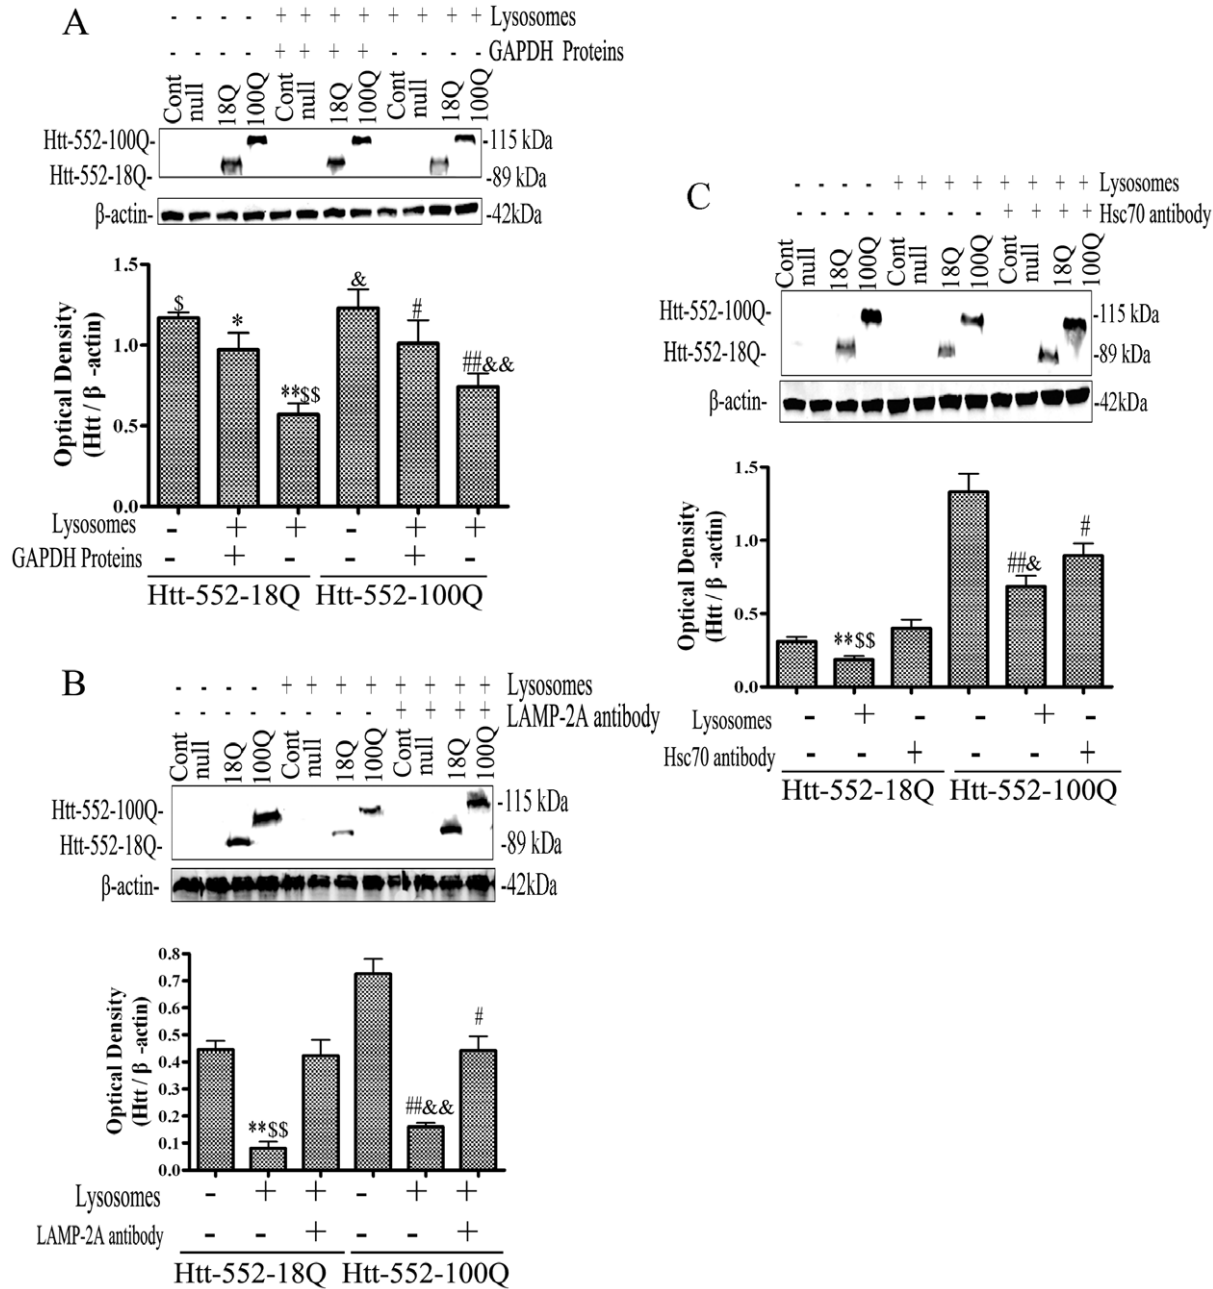 A
- - - - + + + + + + + + Lysosomes
- - - - + + + + - - - - GAPDH Proteins
Cont null 18Q 100Q Cont null 18Q 100Q Cont null 18Q 100Q
Htt-552-100Q- -115 kDa
Htt-552-18Q- -89 kDa
β-actin- -42kDa
Optical Density
(Htt / β -actin)
1.5
1.0
0.5
0.0
$ * **$$ & # ##&&
Lysosomes - + + - + +
GAPDH Proteins - + - - + -
Htt-552-18Q Htt-552-100Q
B
- - - - + + + + + + + + Lysosomes
- - - - - - - - + + + + LAMP-2A antibody
Cont null 18Q 100Q Cont null 18Q 100Q Cont null 18Q 100Q
Htt-552-100Q- -115 kDa
Htt-552-18Q- -89 kDa
β-actin- -42kDa
Optical Density
(Htt / β -actin)
0.8
0.7
0.6
0.5
0.4
0.3
0.2
0.1
0.0
**$$ ##&& #
Lysosomes - + + - + +
LAMP-2A antibody - - + - - +
Htt-552-18Q Htt-552-100Q
C
- - - - + + + + + + + + Lysosomes
- - - - - - - - + + + + Hsc70 antibody
Cont null 18Q 100Q Cont null 18Q 100Q Cont null 18Q 100Q
Htt-552-100Q- -115 kDa
Htt-552-18Q- -89 kDa
β-actin- -42kDa
Optical Density
(Htt / β -actin)
1.5
1.0
0.5
0.0
**$$ ##& #
Lysosomes - + - - + -
Hsc70 antibody - - + - - +
Htt-552-18Q Htt-552-100Q